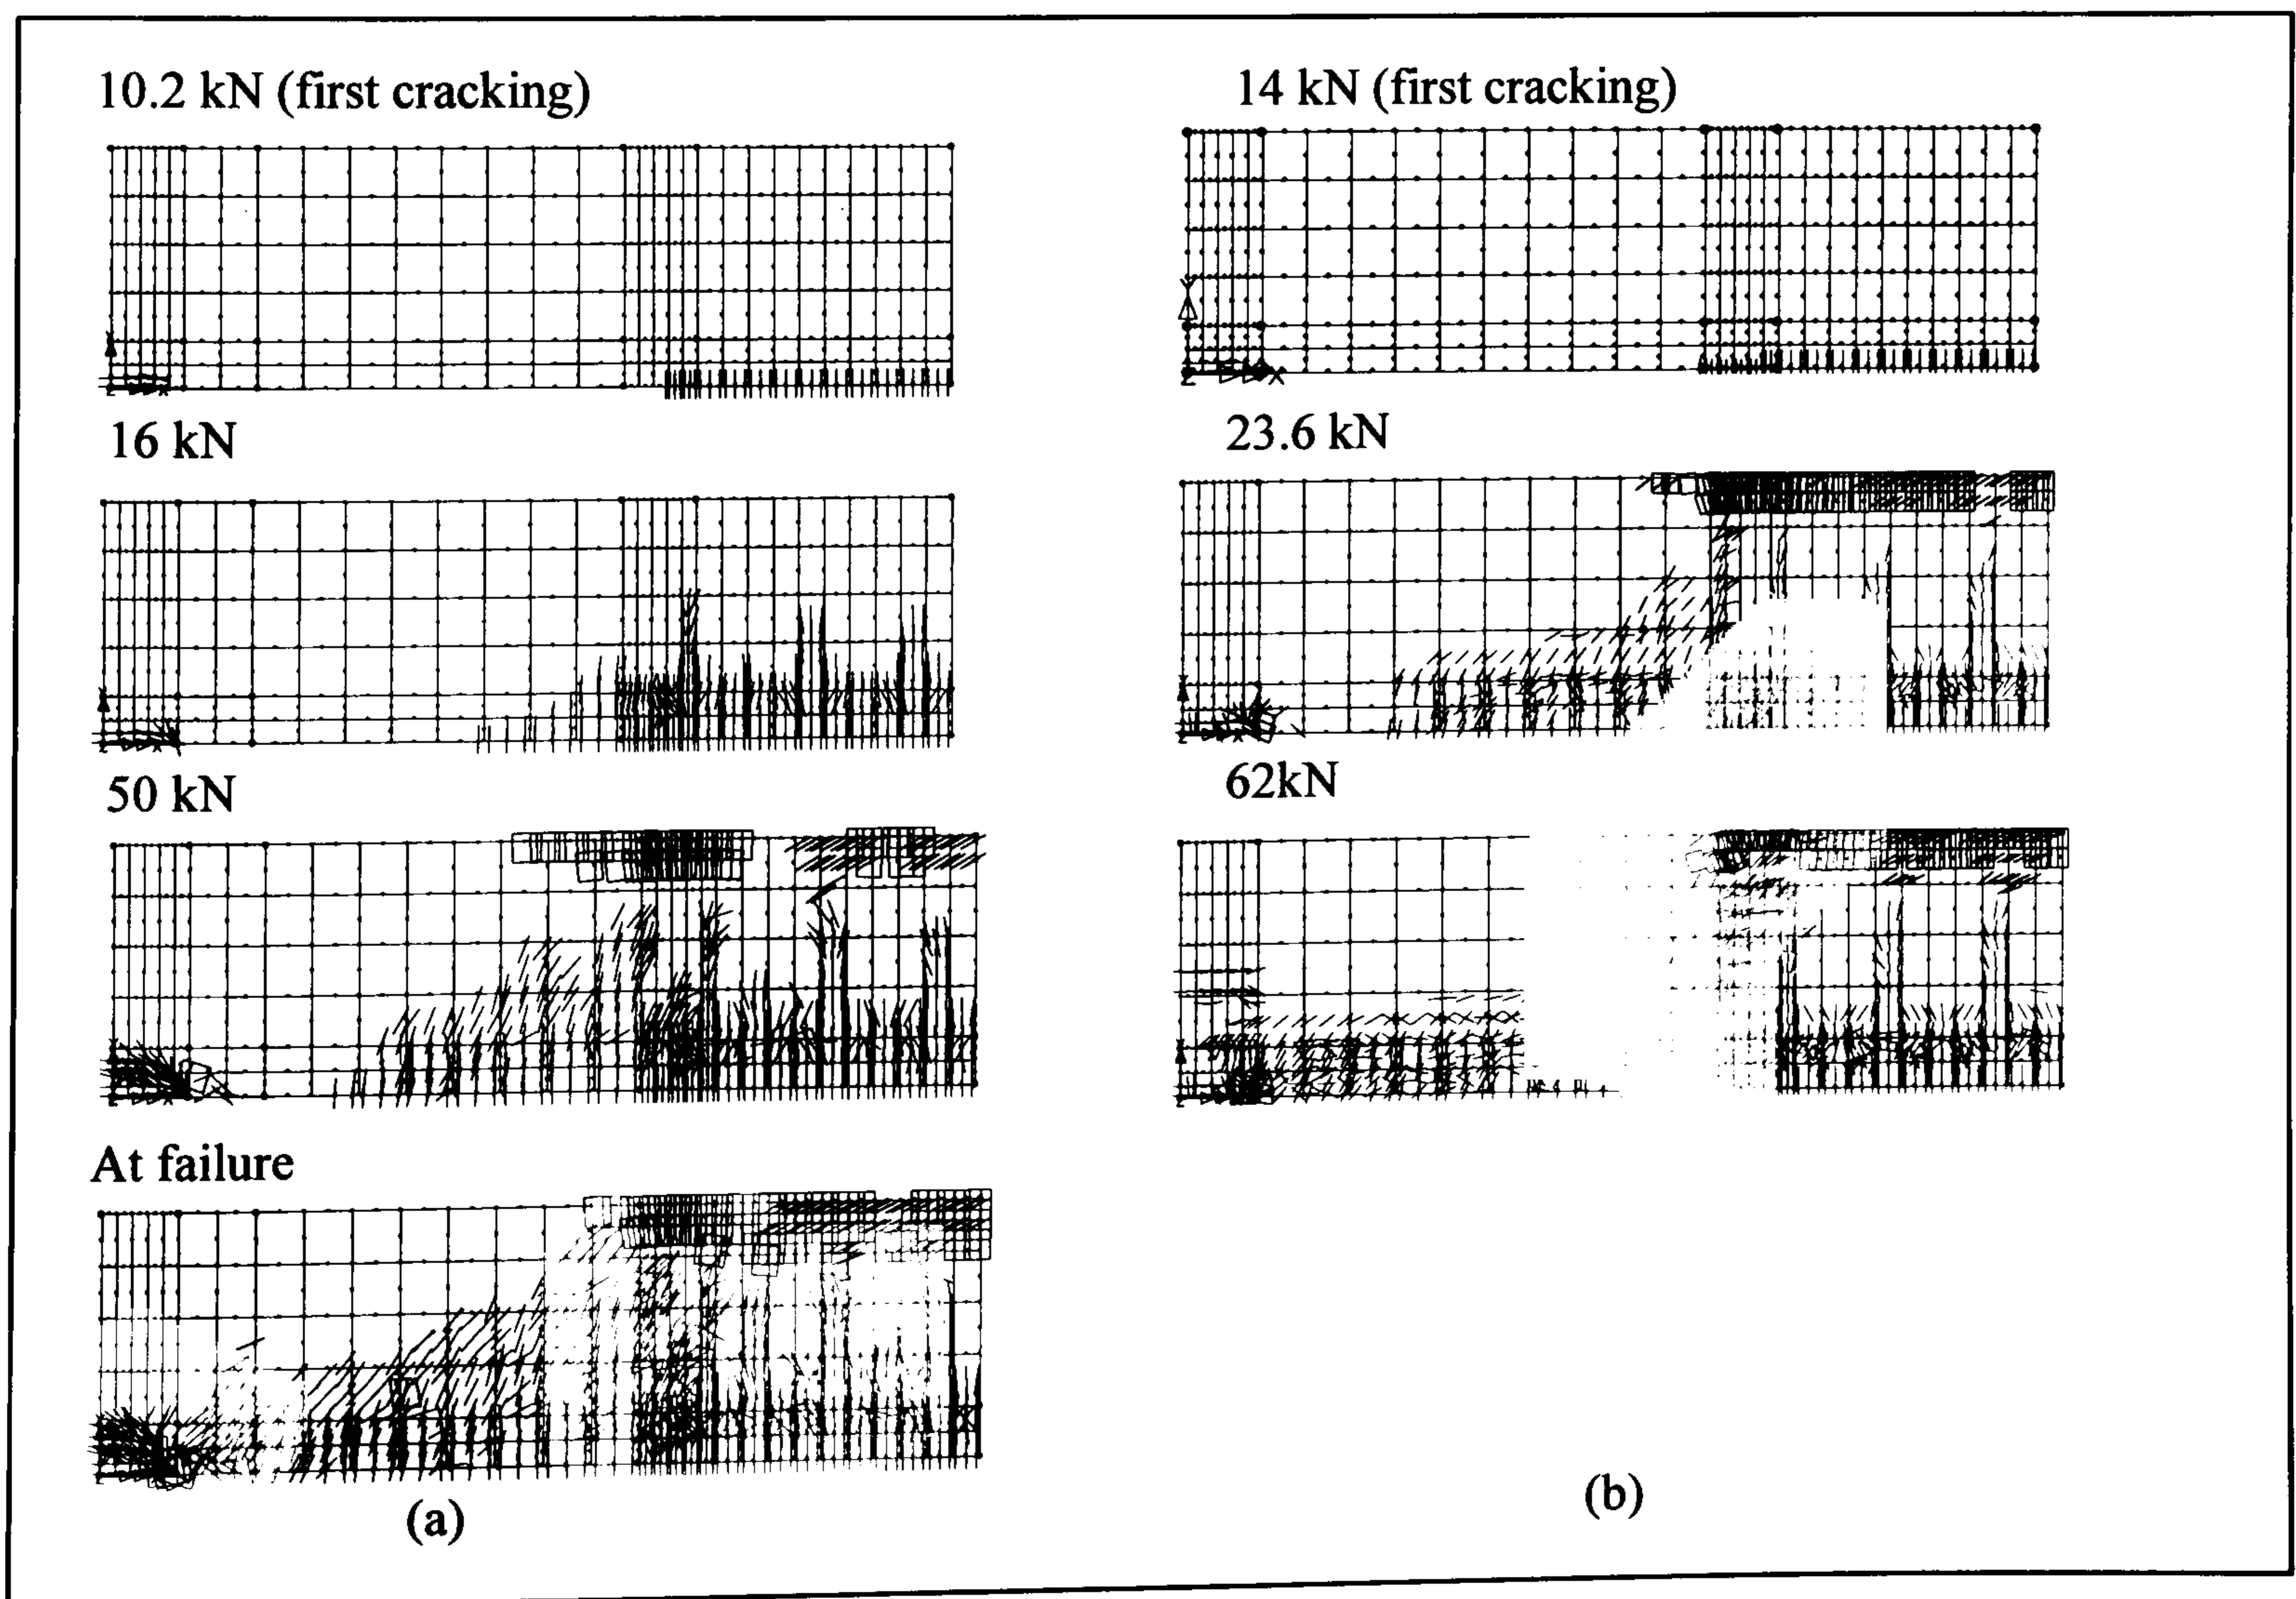 10.2 kN (first cracking)
16 kN
50 kN
At failure
(a)
14 kN (first cracking)
23.6 kN
62kN
(b)